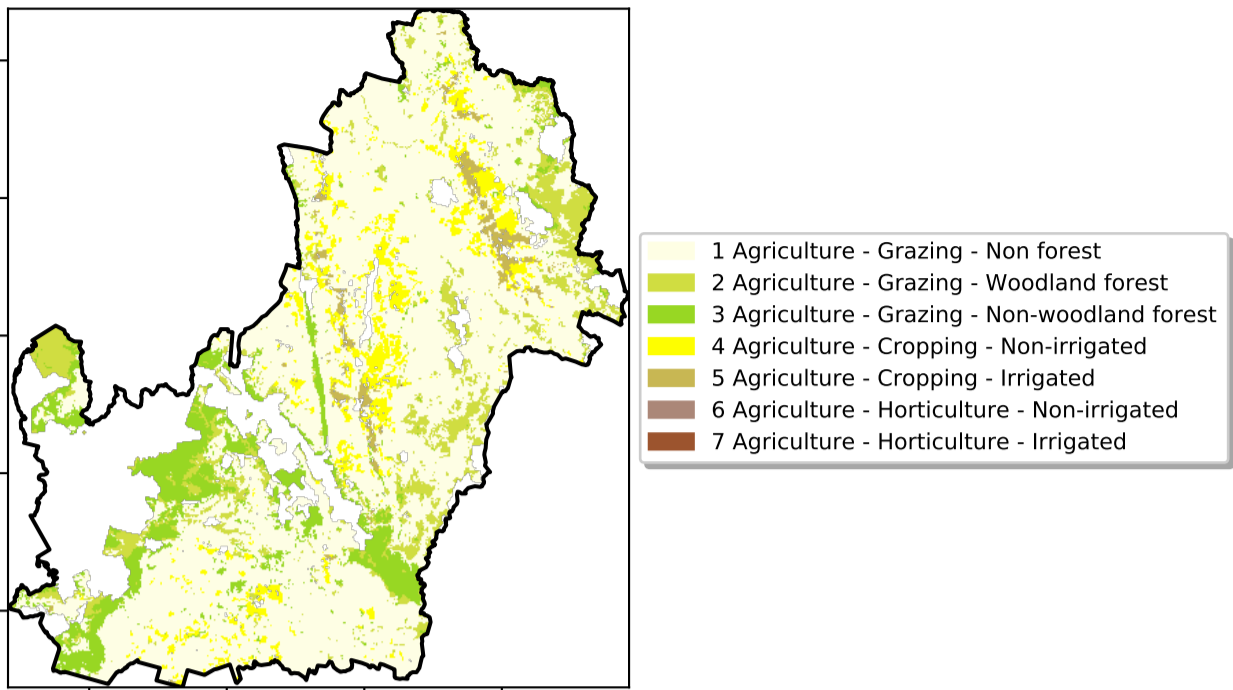 1 Agriculture - Grazing - Non forest
2 Agriculture - Grazing - Woodland forest
3 Agriculture - Grazing - Non-woodland forest
4 Agriculture - Cropping - Non-irrigated
5 Agriculture - Cropping - Irrigated
6 Agriculture - Horticulture - Non-irrigated
7 Agriculture - Horticulture - Irrigated